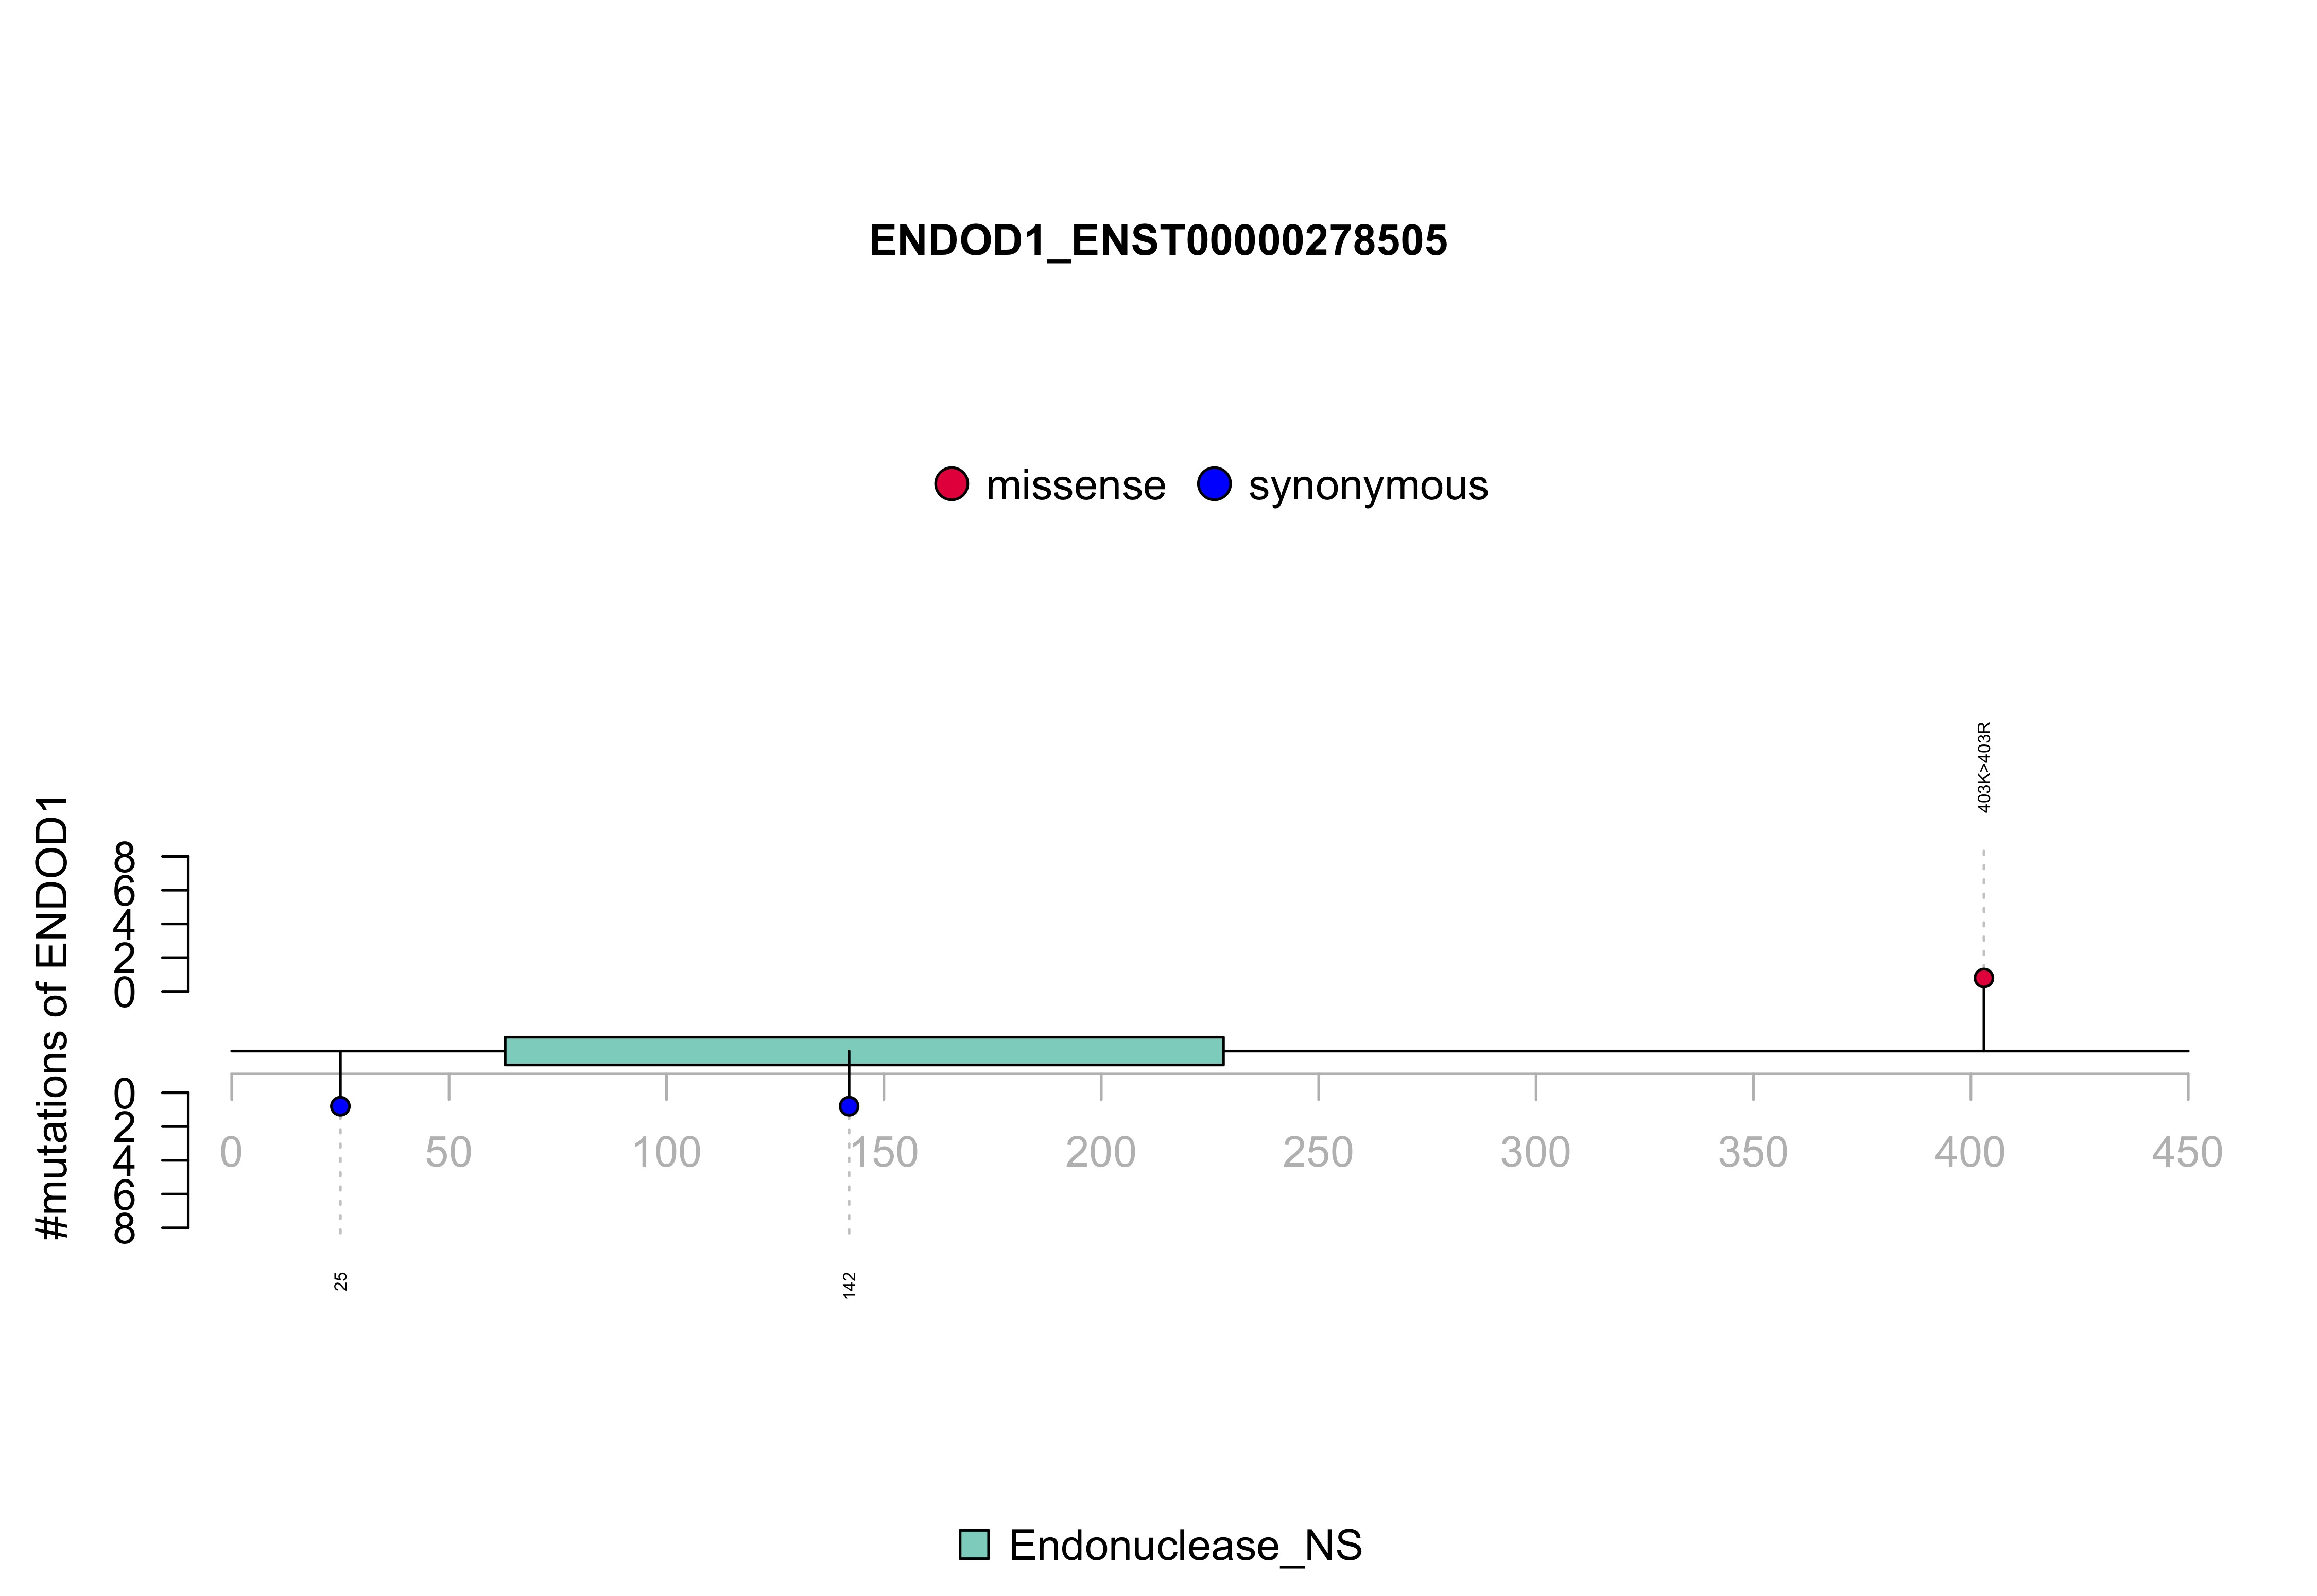 ENDOD1_ENST00000278505
missense synonymous
403K>403R
#mutations of ENDOD1
8
6
4
2
0
0
2
4
6
8
0 50 100 150 200 250 300 350 400 450
25 142
Endonuclease_NS